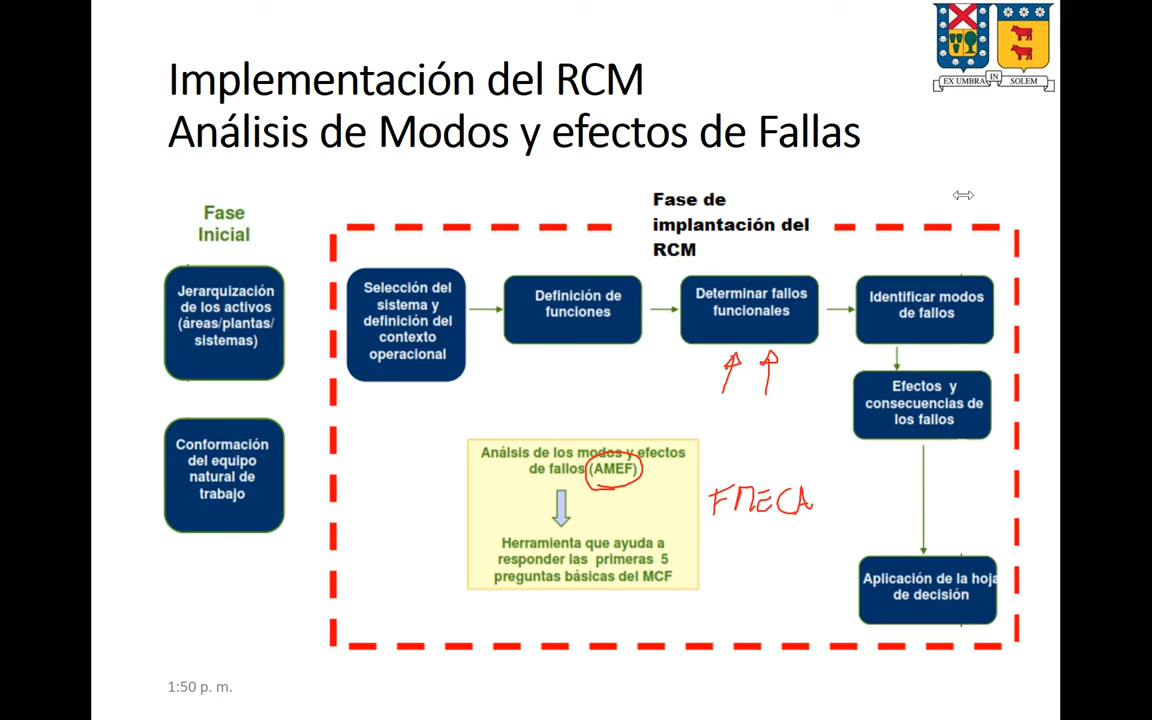 EX UMBRA IN SOLEM
Implementación del RCM
Análisis de Modos y efectos de Fallas
Fase
Inicial
Fase de
implantación del
RCM
Jerarquización
de los activos
(áreas/plantas/
sistemas)
Selección del
sistema y
definición del
contexto
operacional
Definición de
funciones
Determinar fallos
funcionales
Identificar modos
de fallos
Efectos y
consecuencias de
los fallos
Conformación
del equipo
natural de
trabajo
Análsis de los modos y efectos
de fallos (AMEF)
FMECA
Herramienta que ayuda a
responder las primeras 5
preguntas básicas del MCF
Aplicación de la hoja
de decisión
1:50 p. m.